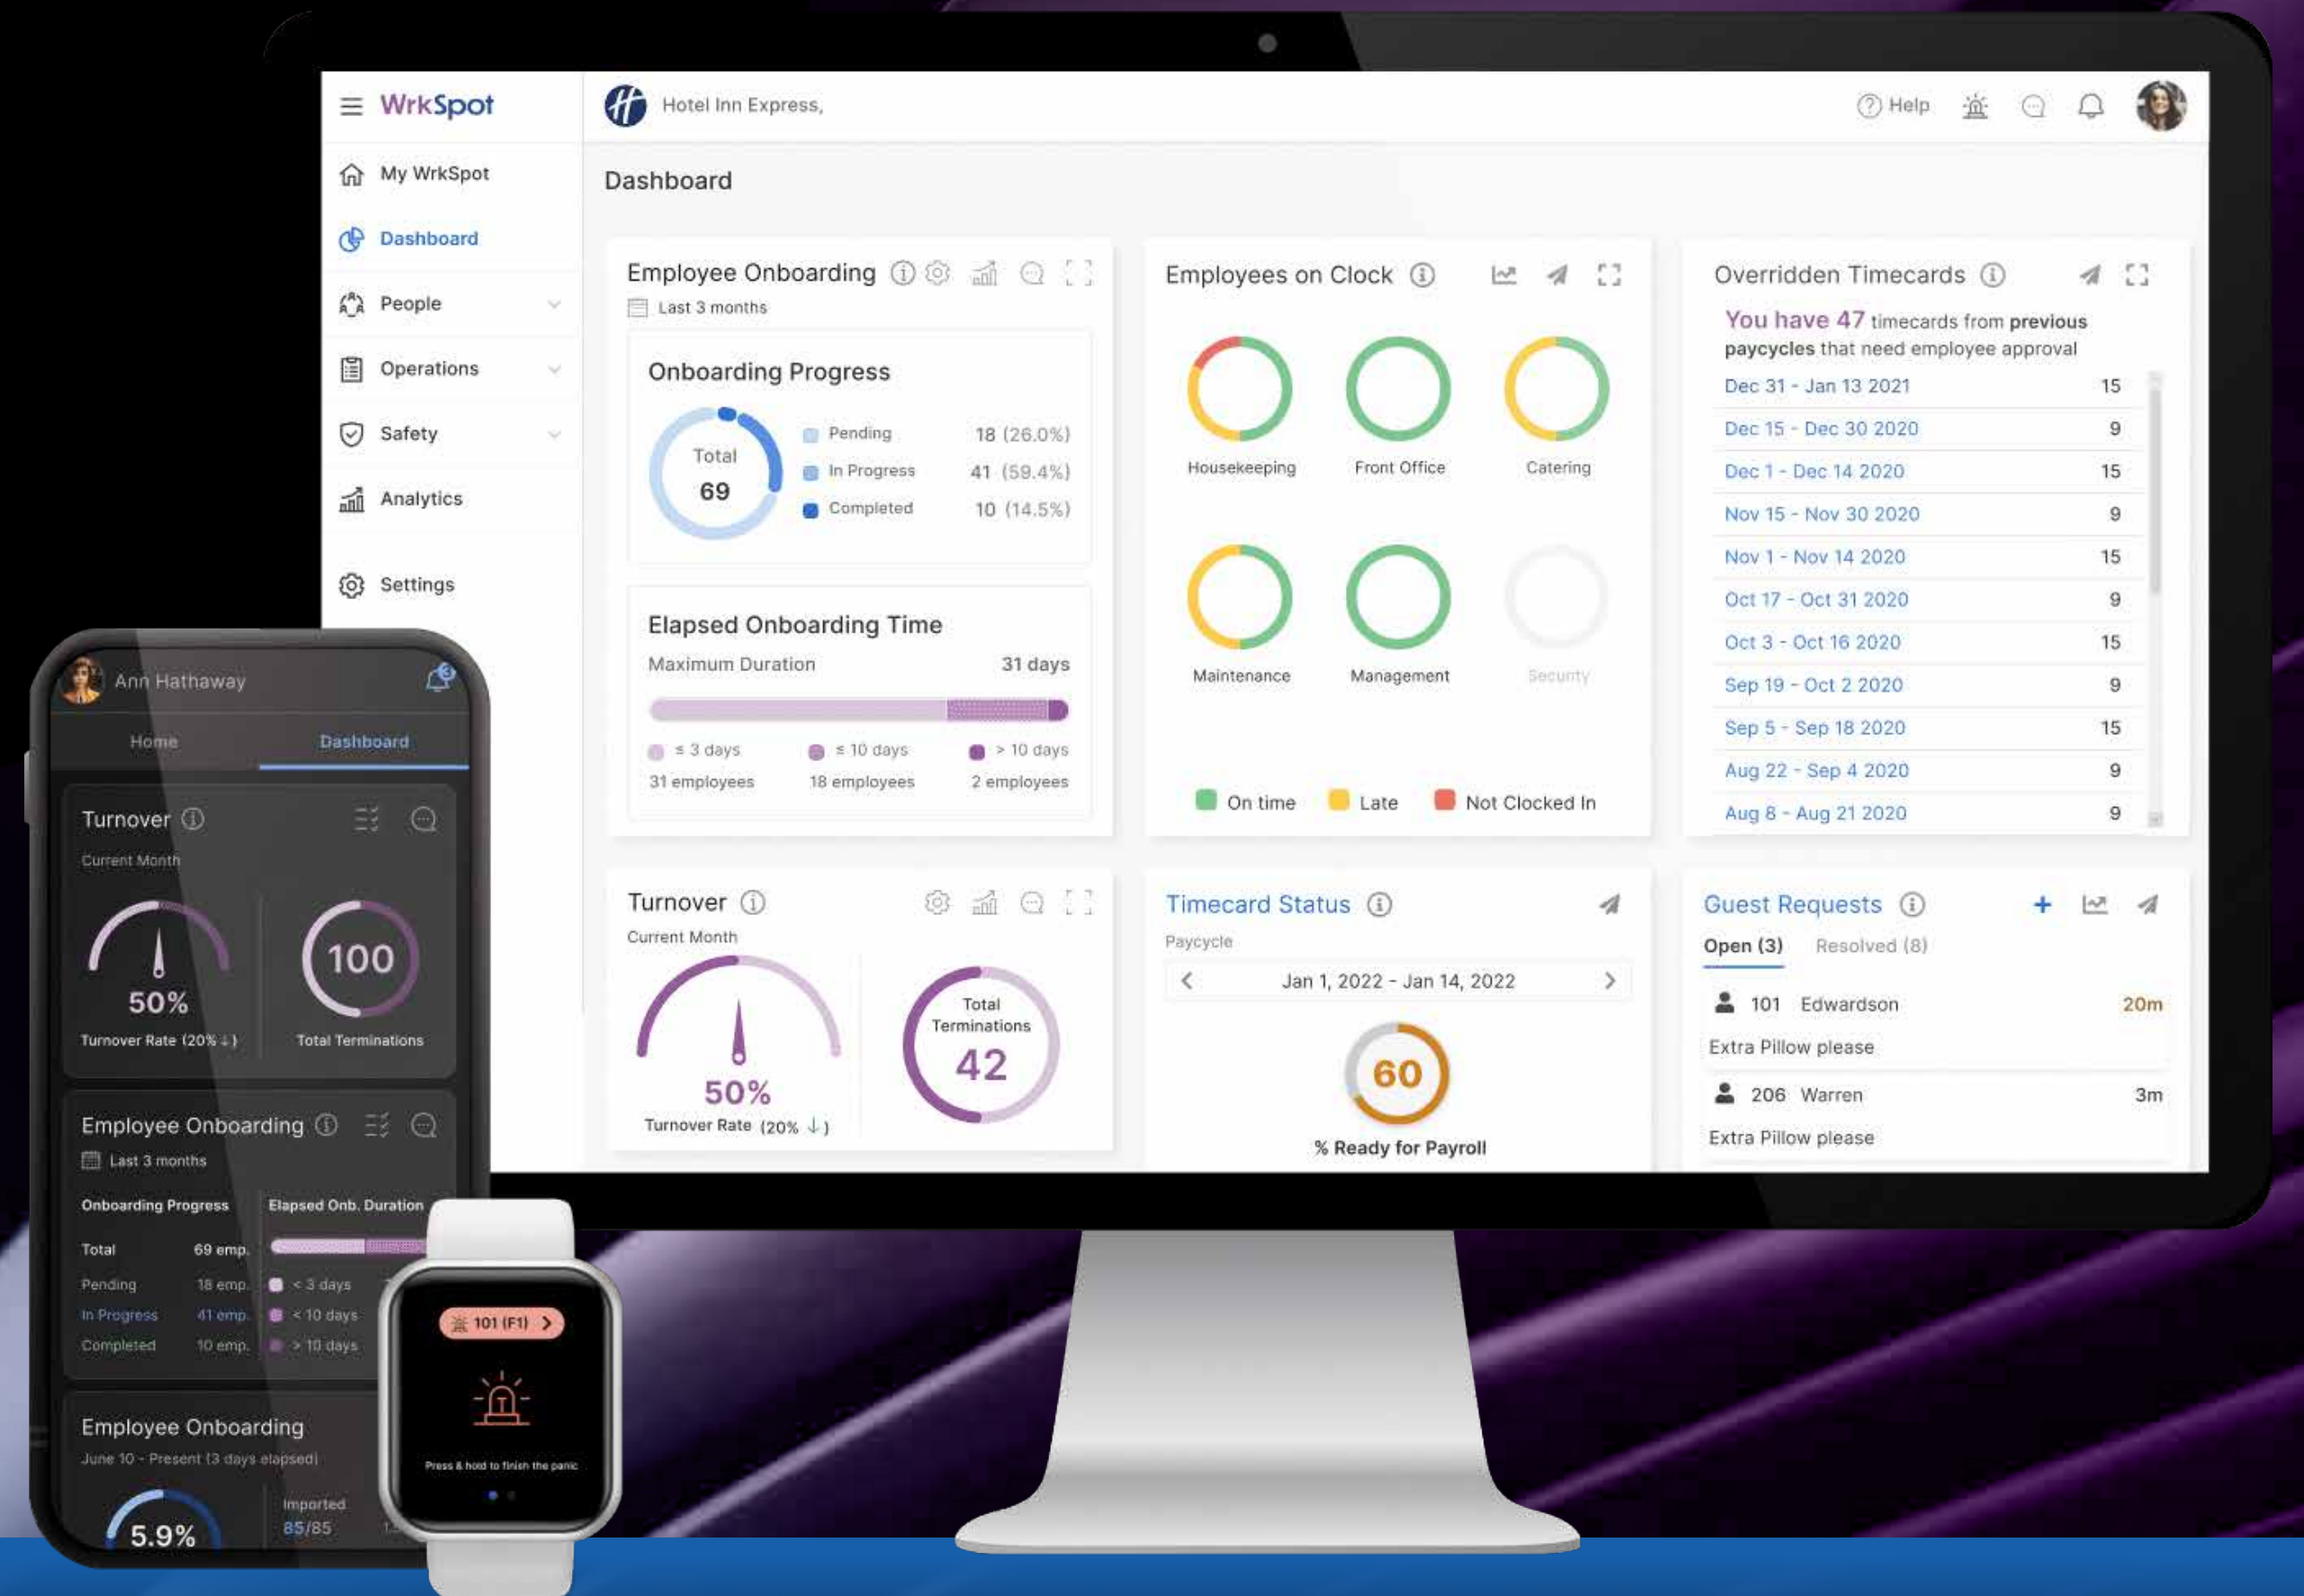 WrkSpot
Hotel Inn Express,
Help
My WrkSpot
Dashboard
People
Operations
Safety
Analytics
Settings
Dashboard
Employee Onboarding
Last 3 months
Onboarding Progress
Total
69
Pending 18 (26.0%)
In Progress 41 (59.4%)
Completed 10 (14.5%)
Elapsed Onboarding Time
Maximum Duration 31 days
≤ 3 days ≤ 10 days > 10 days
31 employees 18 employees 2 employees
Employees on Clock
Housekeeping Front Office Catering
Maintenance Management Security
On time Late Not Clocked In
Overridden Timecards
You have 47 timecards from previous
paycycles that need employee approval
Dec 31 - Jan 13 2021 15
Dec 15 - Dec 30 2020 9
Dec 1 - Dec 14 2020 15
Nov 15 - Nov 30 2020 9
Nov 1 - Nov 14 2020 15
Oct 17 - Oct 31 2020 9
Oct 3 - Oct 16 2020 15
Sep 19 - Oct 2 2020 9
Sep 5 - Sep 18 2020 15
Aug 22 - Sep 4 2020 9
Aug 8 - Aug 21 2020 9
Turnover
Current Month
50%
Turnover Rate (20% ↓)
Total
Terminations
42
Timecard Status
Paycycle
< Jan 1, 2022 - Jan 14, 2022 >
60
% Ready for Payroll
Guest Requests +
Open (3) Resolved (8)
101 Edwardson 20m
Extra Pillow please
206 Warren 3m
Extra Pillow please
Ann Hathaway
3
Home Dashboard
Turnover
Current Month
50%
Turnover Rate (20% ↓)
100
Total Terminations
Employee Onboarding
Last 3 months
Onboarding Progress
Total 69 emp.
Pending 18 emp.
In Progress 41 emp.
Completed 10 emp.
Elapsed Onb. Duration
< 3 days
< 10 days
> 10 days
Employee Onboarding
June 10 - Present (3 days elapsed)
5.9%
Imported
85/85
101 (F1) >
Press & hold to finish the panic